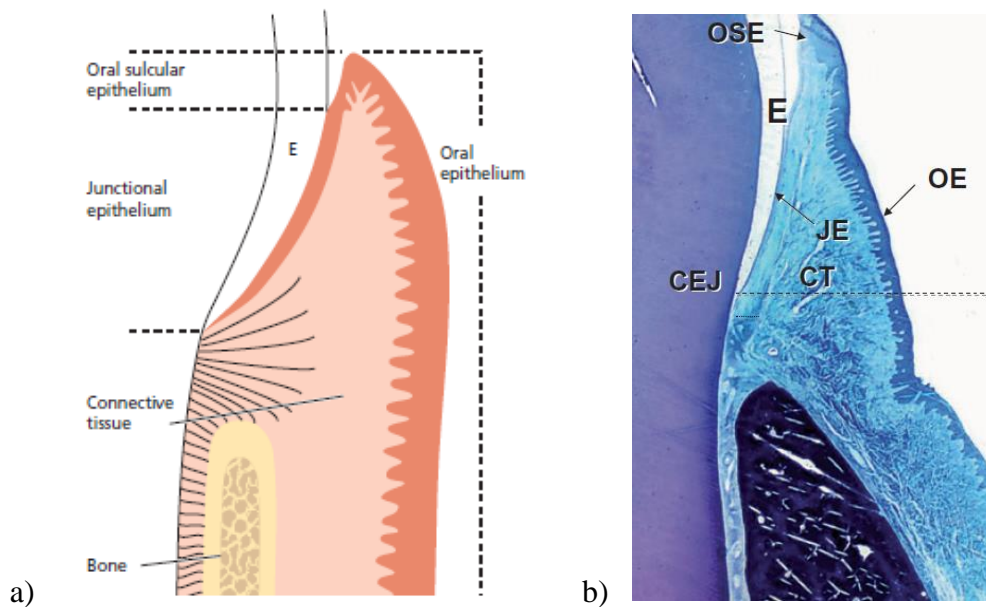 Oral sulcular
epithelium
E
Junctional
epithelium
Oral
epithelium
Connective
tissue
Bone
a)
OSE
E
OE
JE
CEJ
CT
b)